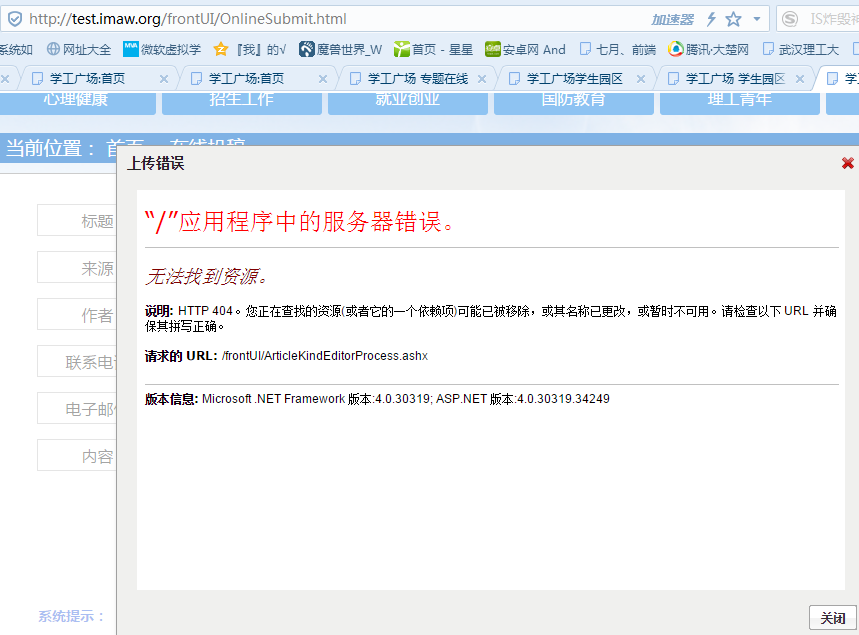 http://test.imaw.org/frontUI/OnlineSubmit.html 加速器 IS炸毁神
系统如 网址大全 微软虚拟学 『我』的√ 魔兽世界_W 首页 - 星星 安卓网 And 七月、前端 腾讯·大楚网 武汉理工大
学工广场:首页 学工广场:首页 学工广场 专题在线 学工广场学生园区 学工广场 学生园区 学工
心理健康 招生工作 就业创业 国防教育 理工青年
当前位置： 首页 在线投稿
上传错误
标题
来源
作者
联系电话
电子邮
内容
“/”应用程序中的服务器错误。
无法找到资源。
说明: HTTP 404。您正在查找的资源(或者它的一个依赖项)可能已被移除，或其名称已更改，或暂时不可用。请检查以下 URL 并确
保其拼写正确。
请求的 URL: /frontUI/ArticleKindEditorProcess.ashx
版本信息: Microsoft .NET Framework 版本:4.0.30319; ASP.NET 版本:4.0.30319.34249
系统提示：
关闭